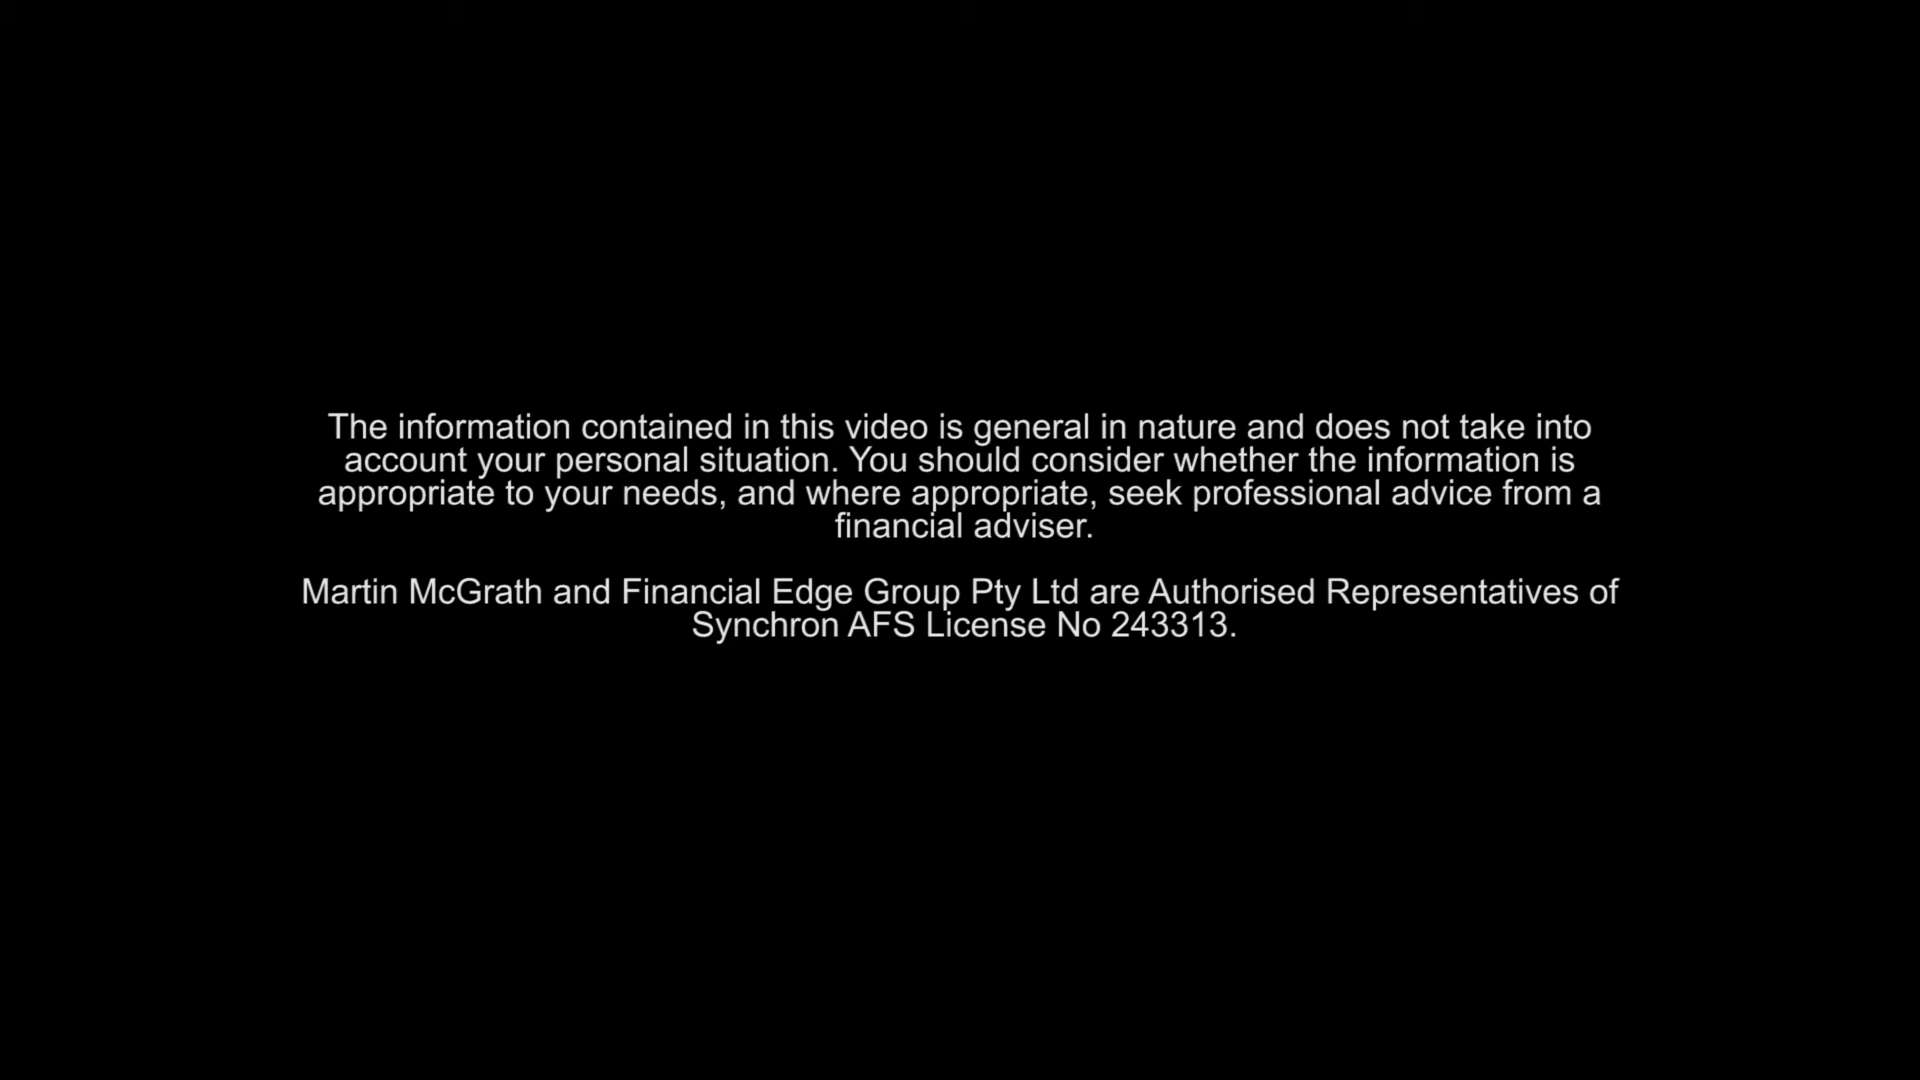 The information contained in this video is general in nature and does not take into
account your personal situation. You should consider whether the information is
appropriate to your needs, and where appropriate, seek professional advice from a
financial adviser.
Martin McGrath and Financial Edge Group Pty Ltd are Authorised Representatives of
Synchron AFS License No 243313.